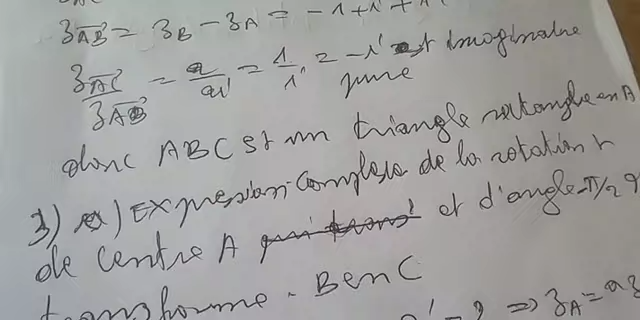 z_AB = z_B - z_A = -1 + i +
z_AC / z_AB = a / ai = 1 / i = -i est imaginaire
pure
donc ABC est un triangle rectangle en A
3) a) Expression complexe de la rotation r
de centre A et d'angle -π/2 q
transforme B en C
⇒ z_A = a z